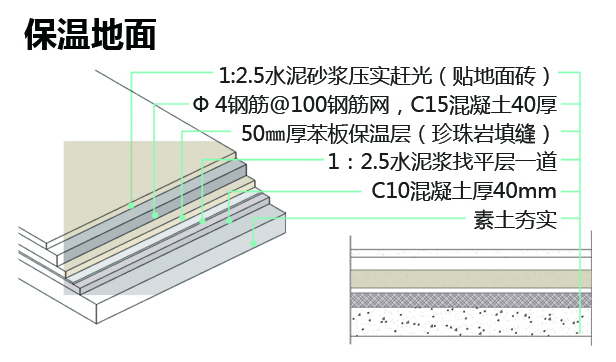 保温地面
1:2.5水泥砂浆压实赶光（贴地面砖）
Φ 4钢筋@100钢筋网，C15混凝土40厚
50㎜厚苯板保温层（珍珠岩填缝）
1：2.5水泥浆找平层一道
C10混凝土厚40mm
素土夯实